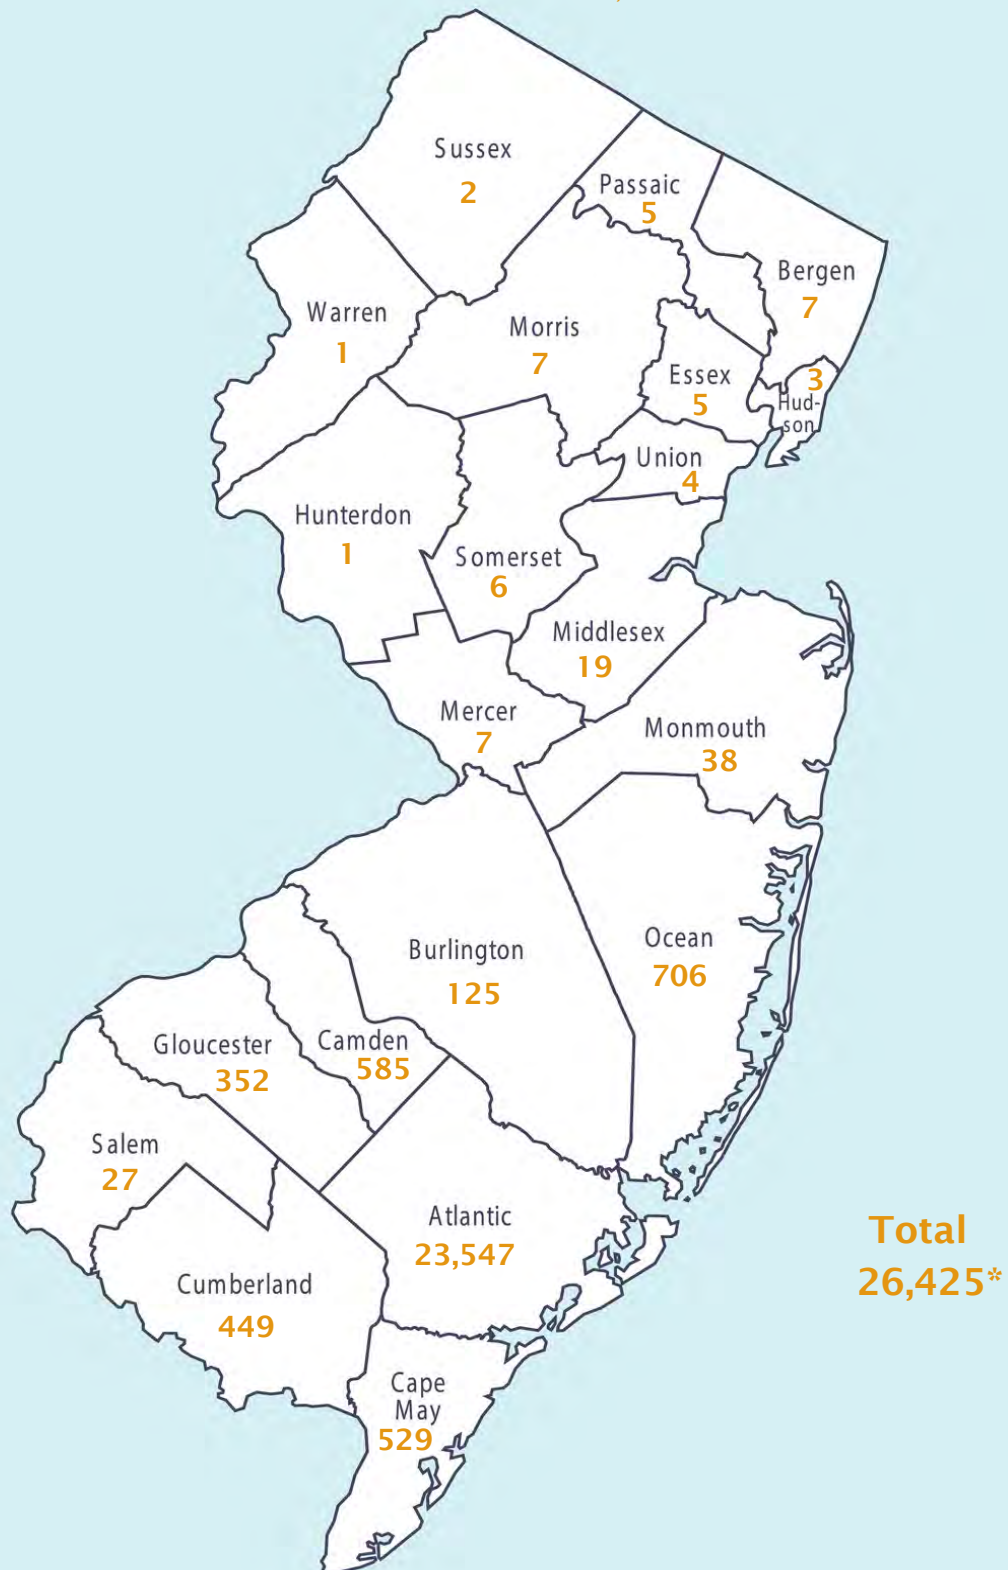 Sussex
2
Passaic
5
Bergen
7
Warren
1
Morris
7
Essex
5
3
Hud-
son
Union
4
Hunterdon
1
Somerset
6
Middlesex
19
Mercer
7
Monmouth
38
Ocean
706
Burlington
125
Camden
585
Gloucester
352
Salem
27
Atlantic
23,547
Total
26,425*
Cumberland
449
Cape
May
529